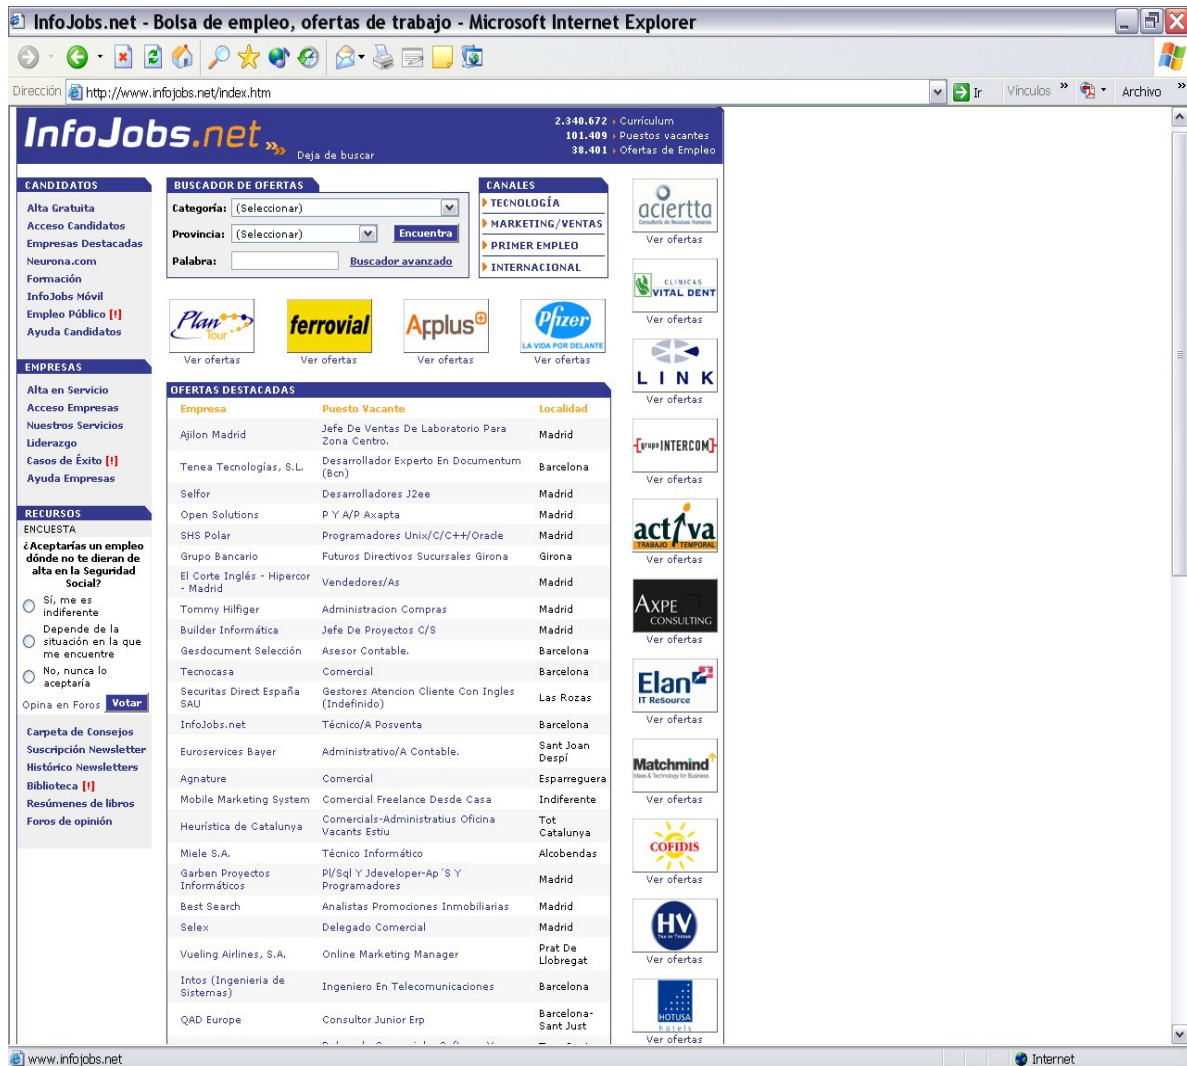 InfoJobs.net - Bolsa de empleo, ofertas de trabajo - Microsoft Internet Explorer
Dirección http://www.infojobs.net/index.htm Ir Vínculos » Archivo »
InfoJobs.net
Deja de buscar
2.340.672 Currículum
101.409 Puestos vacantes
38.401 Ofertas de Empleo
CANDIDATOS
Alta Gratuita
Acceso Candidatos
Empresas Destacadas
Neurona.com
Formación
InfoJobs Móvil
Empleo Público [!]
Ayuda Candidatos
EMPRESAS
Alta en Servicio
Acceso Empresas
Nuestros Servicios
Liderazgo
Casos de Éxito [!]
Ayuda Empresas
RECURSOS
ENCUESTA
¿Aceptarías un empleo
dónde no te dieran de
alta en la Seguridad
Social?
Sí, me es
indiferente
Depende de la
situación en la que
me encuentre
No, nunca lo
aceptaría
Opina en Foros Votar
Carpeta de Consejos
Suscripción Newsletter
Histórico Newsletters
Biblioteca [!]
Resúmenes de libros
Foros de opinión
BUSCADOR DE OFERTAS
Categoría: (Seleccionar)
Provincia: (Seleccionar) Encuentra
Palabra: Buscador avanzado
CANALES
TECNOLOGÍA
MARKETING/VENTAS
PRIMER EMPLEO
INTERNACIONAL
Plan Tour
ferrovial
Applus+
Pfizer
LA VIDA POR DELANTE
Ver ofertas Ver ofertas Ver ofertas Ver ofertas
OFERTAS DESTACADAS
Empresa Puesto Vacante Localidad
Ajilon Madrid Jefe De Ventas De Laboratorio Para Zona Centro. Madrid
Tenea Tecnologías, S.L. Desarrollador Experto En Documentum (Bcn) Barcelona
Selfor Desarrolladores J2ee Madrid
Open Solutions P Y A/P Axapta Madrid
SHS Polar Programadores Unix/C/C++/Oracle Madrid
Grupo Bancario Futuros Directivos Sucursales Girona Girona
El Corte Inglés - Hipercor - Madrid Vendedores/As Madrid
Tommy Hilfiger Administracion Compras Madrid
Builder Informática Jefe De Proyectos C/S Madrid
Gesdocument Selección Asesor Contable. Barcelona
Tecnocasa Comercial Barcelona
Securitas Direct España SAU Gestores Atencion Cliente Con Ingles (Indefinido) Las Rozas
InfoJobs.net Técnico/A Posventa Barcelona
Euroservices Bayer Administrativo/A Contable. Sant Joan Despí
Agnature Comercial Esparreguera
Mobile Marketing System Comercial Freelance Desde Casa Indiferente
Heurística de Catalunya Comercials-Administratius Oficina Vacants Estiu Tot Catalunya
Miele S.A. Técnico Informático Alcobendas
Garben Proyectos Informáticos Pl/Sql Y Jdeveloper-Ap´S Y Programadores Madrid
Best Search Analistas Promociones Inmobiliarias Madrid
Selex Delegado Comercial Madrid
Vueling Airlines, S.A. Online Marketing Manager Prat De Llobregat
Intos (Ingenieria de Sistemas) Ingeniero En Telecomunicaciones Barcelona
QAD Europe Consultor Junior Erp Barcelona-Sant Just
aciertta
Consultoría de Recursos Humanos
Ver ofertas
CLINICAS
VITAL DENT
Ver ofertas
LINK
Ver ofertas
grupo INTERCOM
Ver ofertas
activa
TRABAJO TEMPORAL
Ver ofertas
AXPE
CONSULTING
Ver ofertas
Elan
IT ReSource
Ver ofertas
Matchmind
Ideas & Technology for Business
Ver ofertas
COFIDIS
Ver ofertas
HV
Ver ofertas
HOTUSA
hotels
Ver ofertas
www.infojobs.net Internet